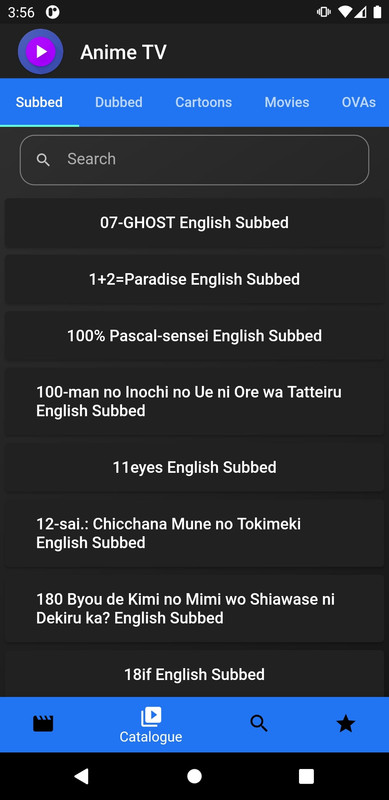 3:56
Anime TV
Subbed
Dubbed
Cartoons
Movies
OVAs
Search
07-GHOST English Subbed
1+2=Paradise English Subbed
100% Pascal-sensei English Subbed
100-man no Inochi no Ue ni Ore wa Tatteiru
English Subbed
11eyes English Subbed
12-sai.: Chicchana Mune no Tokimeki
English Subbed
180 Byou de Kimi no Mimi wo Shiawase ni
Dekiru ka? English Subbed
18if English Subbed
Catalogue